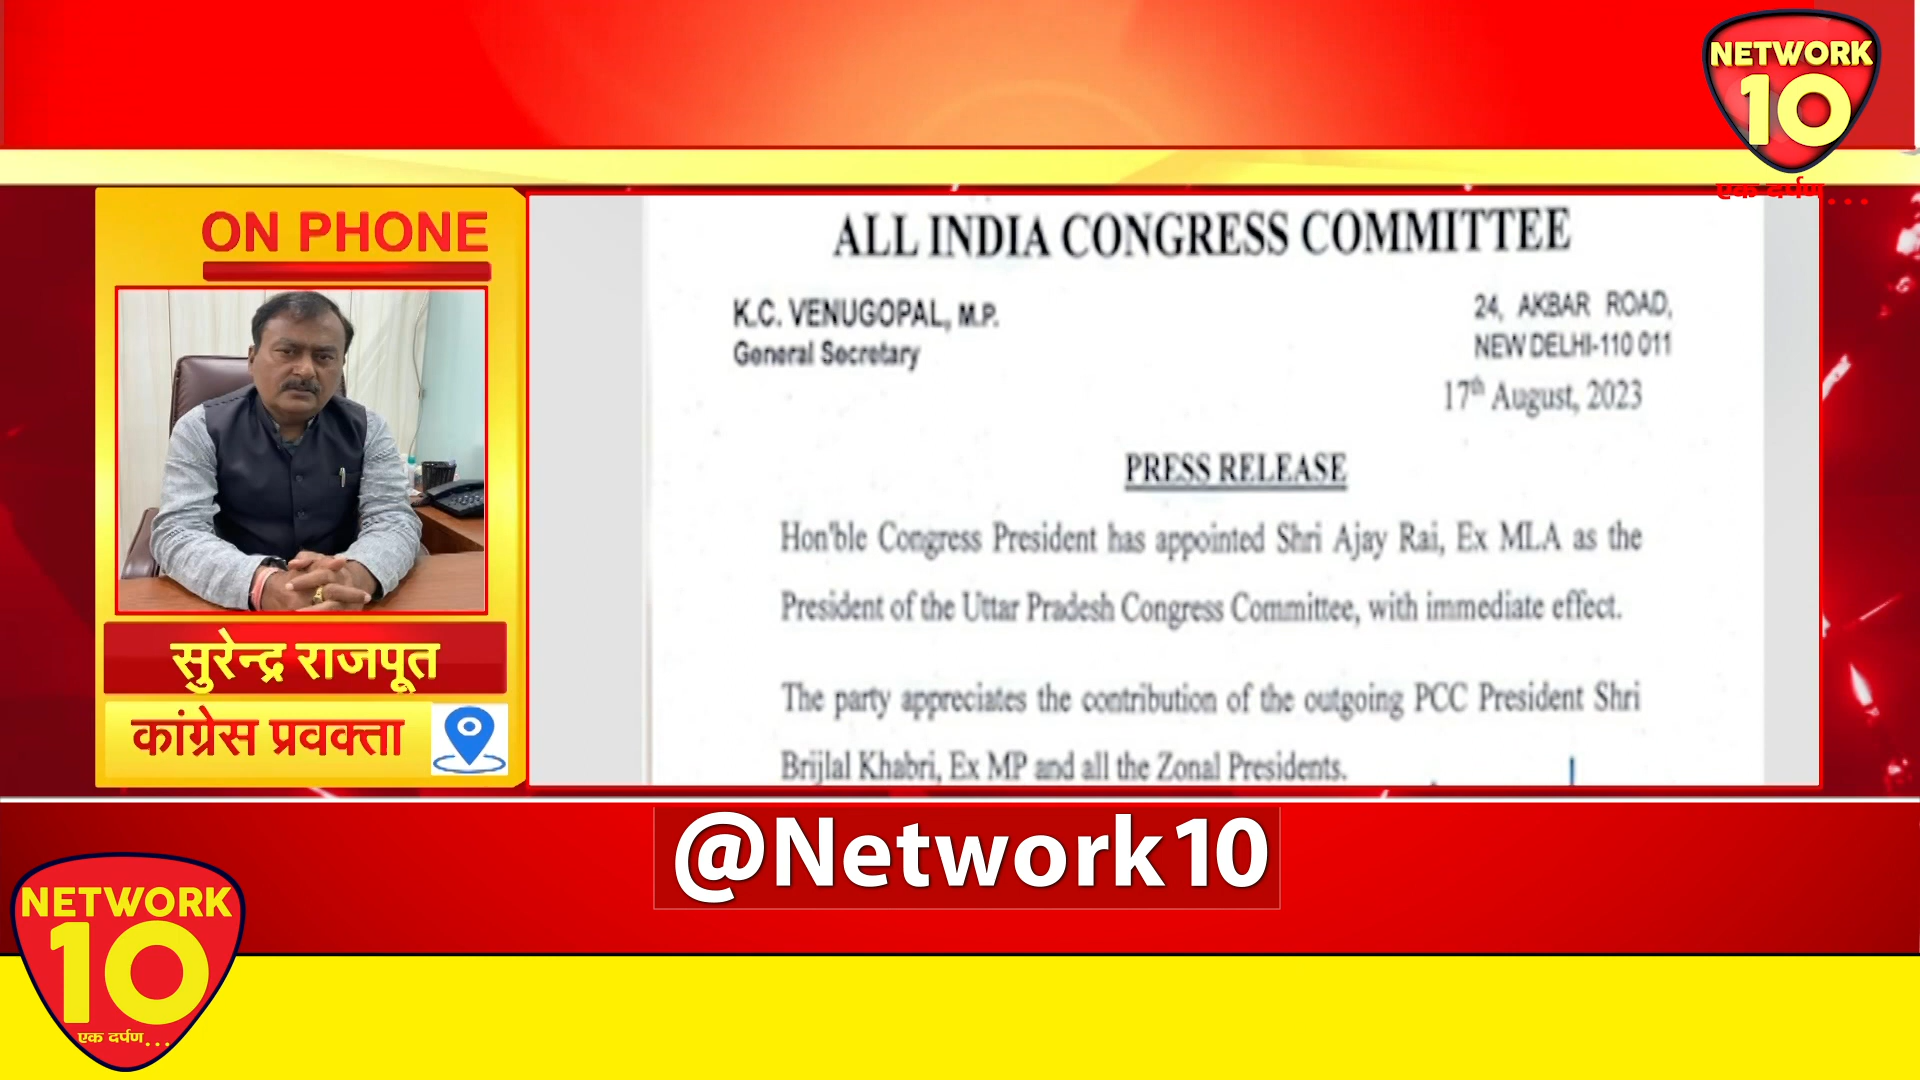 NETWORK
10
एक दर्पण...
ON PHONE
सुरेन्द्र राजपूत
कांग्रेस प्रवक्ता
ALL INDIA CONGRESS COMMITTEE
K.C. VENUGOPAL, M.P.
General Secretary
24, AKBAR ROAD,
NEW DELHI-110 011
17th August, 2023
PRESS RELEASE
Hon'ble Congress President has appointed Shri Ajay Rai, Ex MLA as the
President of the Uttar Pradesh Congress Committee, with immediate effect.
The party appreciates the contribution of the outgoing PCC President Shri
Brijlal Khabri, Ex MP and all the Zonal Presidents.
@Network10
NETWORK
10
एक दर्पण...